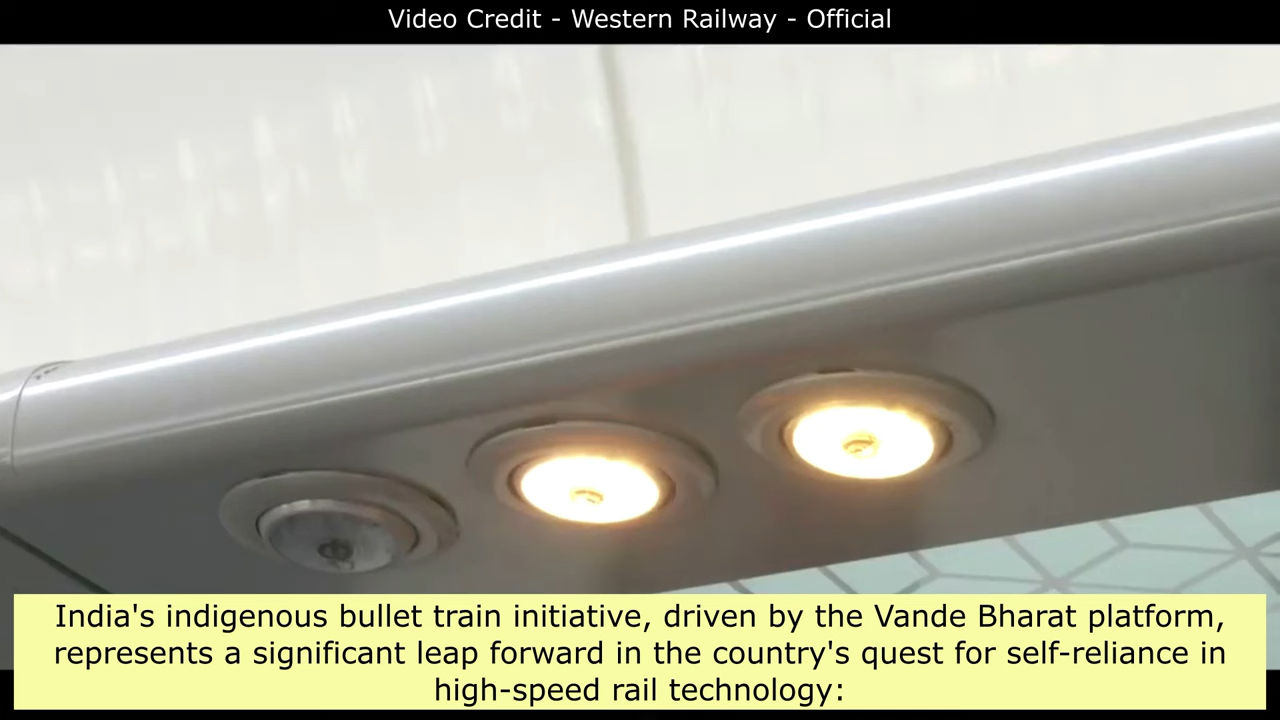 Video Credit - Western Railway - Official
India's indigenous bullet train initiative, driven by the Vande Bharat platform,
represents a significant leap forward in the country's quest for self-reliance in
high-speed rail technology: